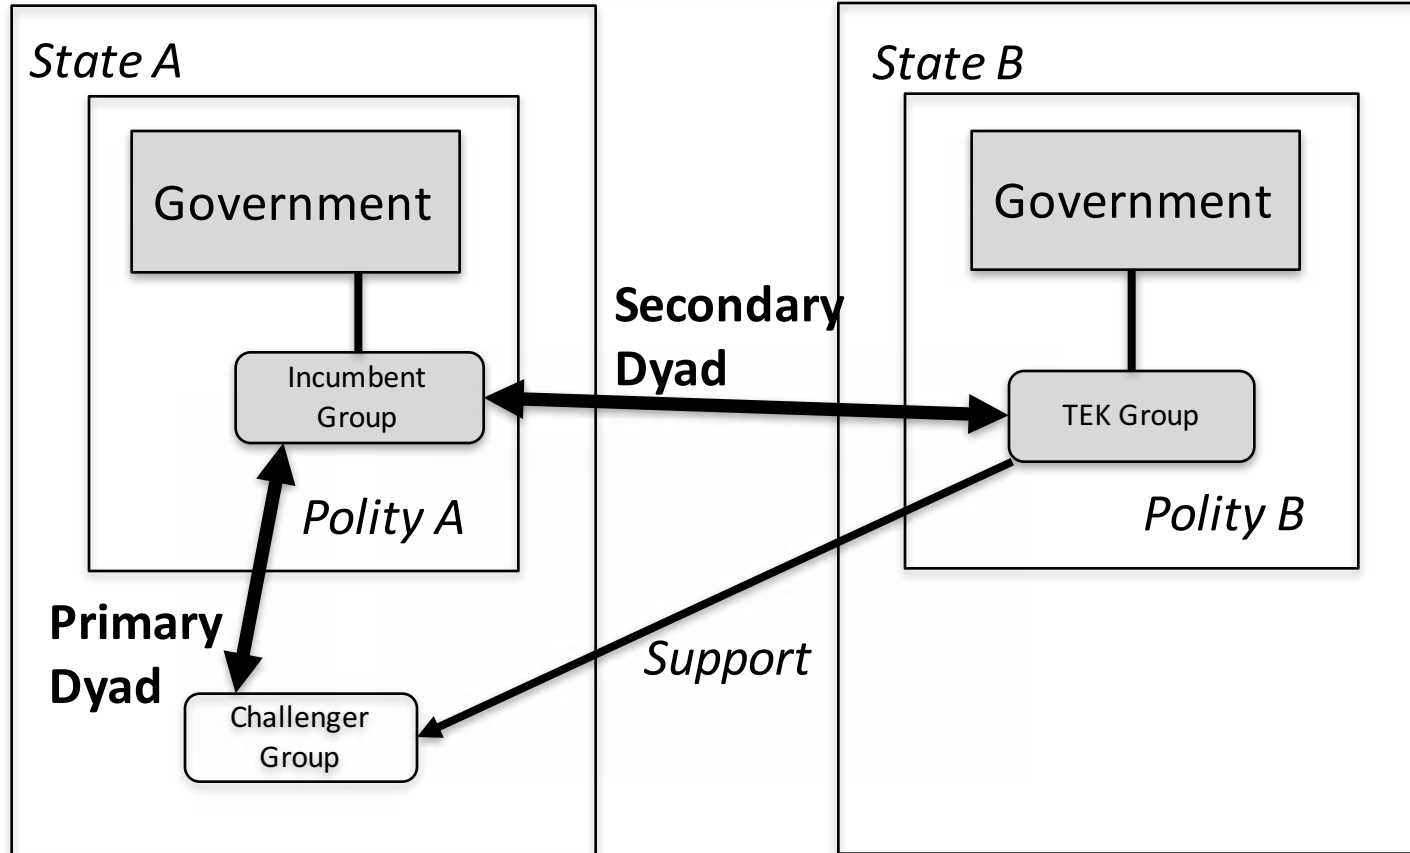 State A
State B
Government
Government
Secondary
Dyad
Incumbent
Group
TEK Group
Polity A
Polity B
Primary
Dyad
Support
Challenger
Group